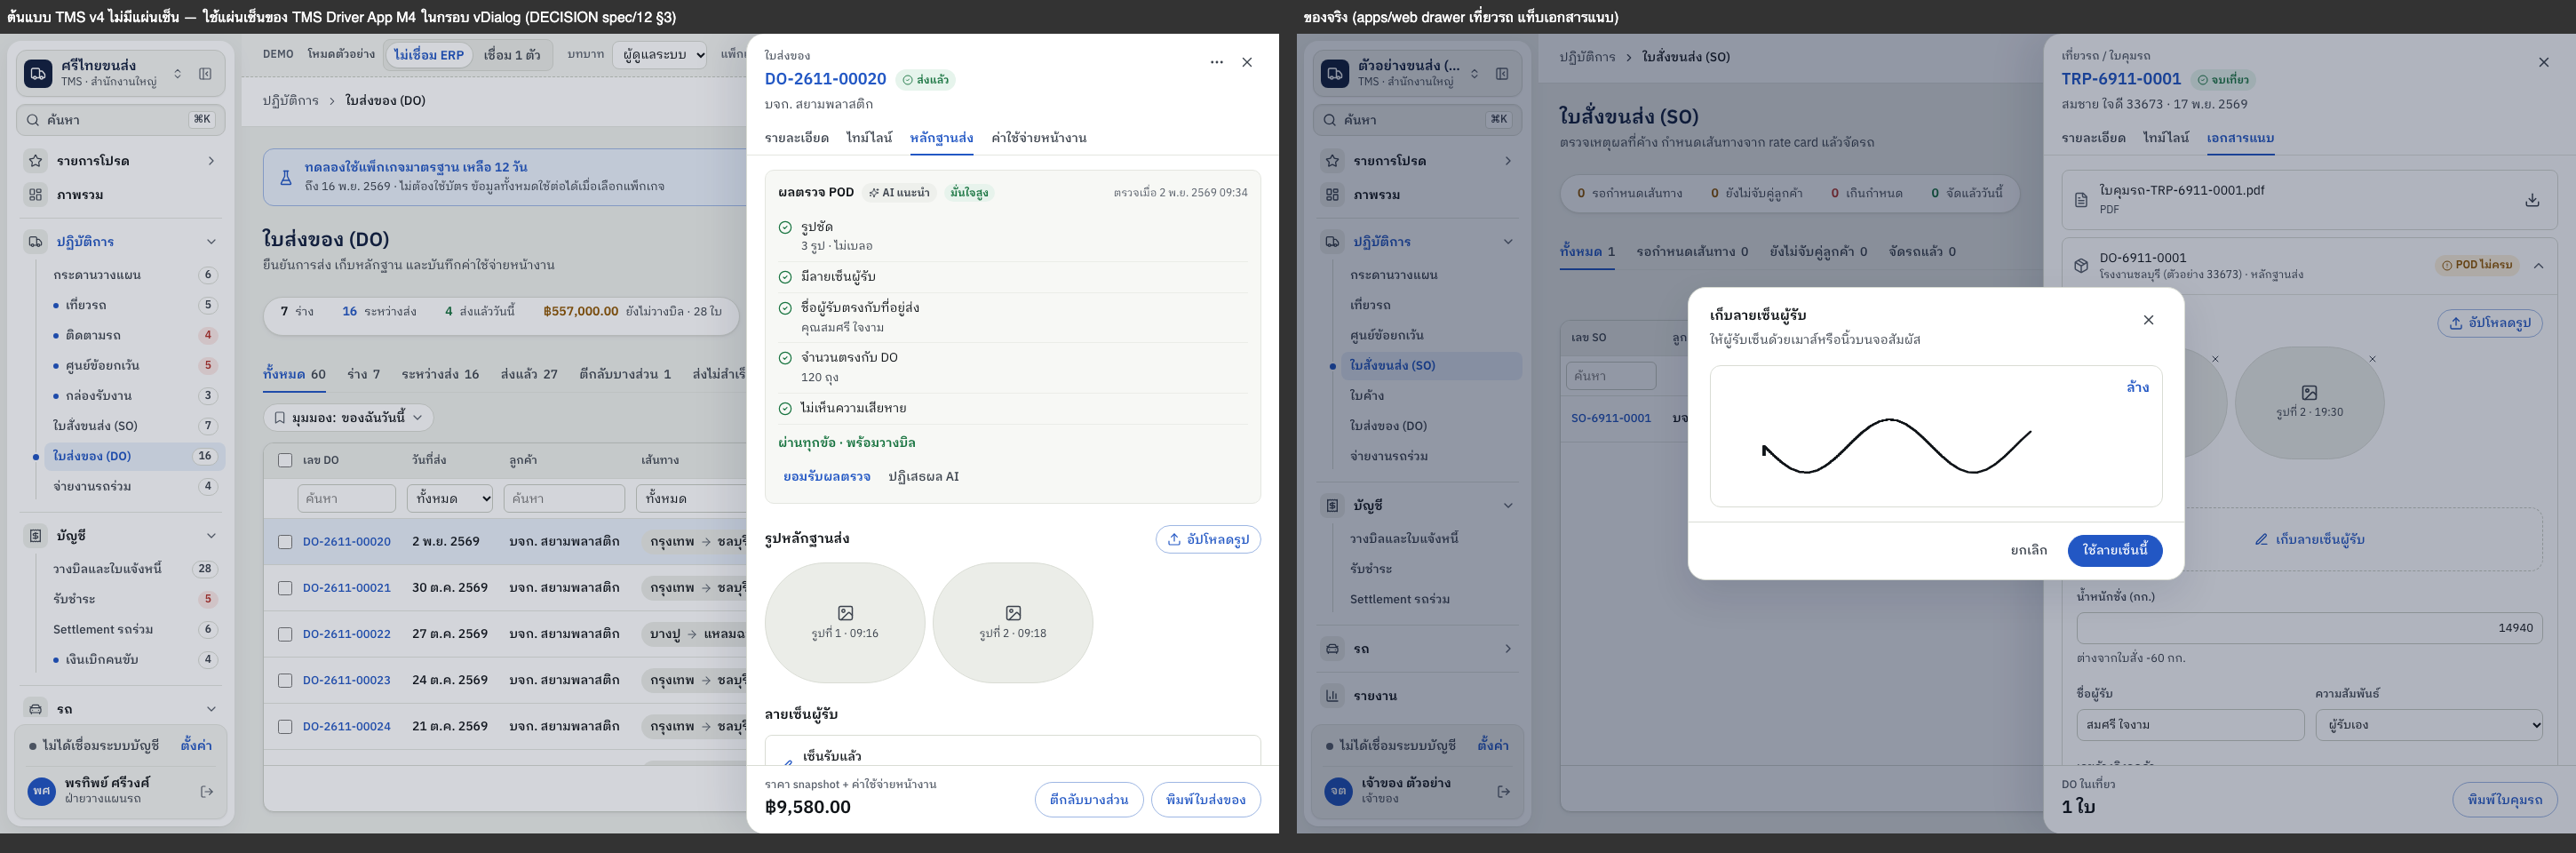 ต้นแบบ TMS v4 ไม่มีแผ่นเซ็น — ใช้แผ่นเซ็นของ TMS Driver App M4 ในกรอบ vDialog (DECISION spec/12 §3)
ศรีไทยขนส่ง
TMS · สำนักงานใหญ่
ค้นหา ⌘K
รายการโปรด
ภาพรวม
ปฏิบัติการ
กระดานวางแผน 6
เที่ยวรถ 5
ติดตามรถ 4
ศูนย์ข้อยกเว้น 5
กล่องรับงาน 3
ใบสั่งขนส่ง (SO) 7
ใบส่งของ (DO) 16
จ่ายงานรถร่วม 4
บัญชี
วางบิลและใบแจ้งหนี้ 28
รับชำระ 5
Settlement รถร่วม 6
เงินเบิกคนขับ 4
รถ
ไม่ได้เชื่อมระบบบัญชี ตั้งค่า
พศ
พรทิพย์ ศรีวงศ์
ฝ่ายวางแผนรถ
DEMO โหมดตัวอย่าง ไม่เชื่อม ERP เชื่อม 1 ตัว บทบาท ผู้ดูแลระบบ
ปฏิบัติการ > ใบส่งของ (DO)
ทดลองใช้แพ็กเกจมาตรฐาน เหลือ 12 วัน
ถึง 16 พ.ย. 2569 · ไม่ต้องใช้บัตร ข้อมูลทั้งหมดใช้ต่อได้เมื่อเลือกแพ็กเกจ
ใบส่งของ (DO)
ยืนยันการส่ง เก็บหลักฐาน และบันทึกค่าใช้จ่ายหน้างาน
7 ร่าง 16 ระหว่างส่ง 4 ส่งแล้ววันนี้ ฿557,000.00 ยังไม่วางบิล · 28 ใบ
ทั้งหมด 60 ร่าง 7 ระหว่างส่ง 16 ส่งแล้ว 27 ตีกลับบางส่วน 1
มุมมอง: ของฉันวันนี้
เลข DO วันที่ส่ง ลูกค้า เส้นทาง
ค้นหา ทั้งหมด ค้นหา ทั้งหมด
DO-2611-00020 2 พ.ย. 2569 บจก. สยามพลาสติก กรุงเทพ → ชลบุรี
DO-2611-00021 30 ต.ค. 2569 บจก. สยามพลาสติก กรุงเทพ → ชลบุรี
DO-2611-00022 27 ต.ค. 2569 บจก. สยามพลาสติก บางปู →
DO-2611-00023 24 ต.ค. 2569 บจก. สยามพลาสติก กรุงเทพ → ชลบุรี
DO-2611-00024 21 ต.ค. 2569 บจก. สยามพลาสติก กรุงเทพ → ชลบุรี
ใบส่งของ
DO-2611-00020 ส่งแล้ว
บจก. สยามพลาสติก
รายละเอียด ไทม์ไลน์ หลักฐานส่ง ค่าใช้จ่ายหน้างาน
ผลตรวจ POD AI แนะนำ มั่นใจสูง ตรวจเมื่อ 2 พ.ย. 2569 09:34
รูปชัด
3 รูป · ไม่เบลอ
มีลายเซ็นผู้รับ
ชื่อผู้รับตรงกับที่อยู่ส่ง
คุณสมศรี ใจงาม
จำนวนตรงกับ DO
120 ถุง
ไม่เห็นความเสียหาย
ผ่านทุกข้อ · พร้อมวางบิล
ยอมรับผลตรวจ ปฏิเสธผล AI
รูปหลักฐานส่ง อัปโหลดรูป
รูปที่ 1 · 09:16 รูปที่ 2 · 09:18
ลายเซ็นผู้รับ
เซ็นรับแล้ว
ราคา snapshot + ค่าใช้จ่ายหน้างาน
฿9,580.00 ตีกลับบางส่วน พิมพ์ใบส่งของ
ของจริง (apps/web drawer เที่ยวรถ แท็บเอกสารแนบ)
ตัวอย่างขนส่ง (...
TMS · สำนักงานใหญ่
ค้นหา ⌘K
รายการโปรด
ภาพรวม
ปฏิบัติการ
กระดานวางแผน
เที่ยวรถ
ศูนย์ข้อยกเว้น
ใบสั่งขนส่ง (SO)
ใบค้าง
ใบส่งของ (DO)
จ่ายงานรถร่วม
บัญชี
วางบิลและใบแจ้งหนี้
รับชำระ
Settlement รถร่วม
รถ
รายงาน
ไม่ได้เชื่อมระบบบัญชี ตั้งค่า
จต
เจ้าของ ตัวอย่าง
เจ้าของ
ปฏิบัติการ > ใบสั่งขนส่ง (SO)
ใบสั่งขนส่ง (SO)
ตรวจเหตุผลที่ค้าง กำหนดเส้นทางจาก rate card แล้วจัดรถ
0 รอกำหนดเส้นทาง 0 ยังไม่จับคู่ลูกค้า 0 เกินกำหนด 0 จัดแล้ววันนี้
ทั้งหมด 1 รอกำหนดเส้นทาง 0 ยังไม่จับคู่ลูกค้า 0 จัดรถแล้ว 0
เลข SO
ค้นหา
SO-6911-0001
เก็บลายเซ็นผู้รับ
ให้ผู้รับเซ็นด้วยเมาส์หรือนิ้วบนจอสัมผัส
ล้าง
ยกเลิก ใช้ลายเซ็นนี้
เที่ยวรถ / ใบคุมรถ
TRP-6911-0001 จบเที่ยว
สมชาย ใจดี 33673 · 17 พ.ย. 2569
รายละเอียด ไทม์ไลน์ เอกสารแนบ
ใบคุมรถ-TRP-6911-0001.pdf
PDF
DO-6911-0001 POD ไม่ครบ
โรงงานชลบุรี (ตัวอย่าง 33673) · หลักฐานส่ง
อัปโหลดรูป
รูปที่ 2 · 19:30
เก็บลายเซ็นผู้รับ
น้ำหนักชั่ง (กก.)
14940
ต่างจากใบสั่ง -60 กก.
ชื่อผู้รับ ความสัมพันธ์
สมศรี ใจงาม ผู้รับเอง
DO ในเที่ยว
1 ใบ พิมพ์ใบคุมรถ